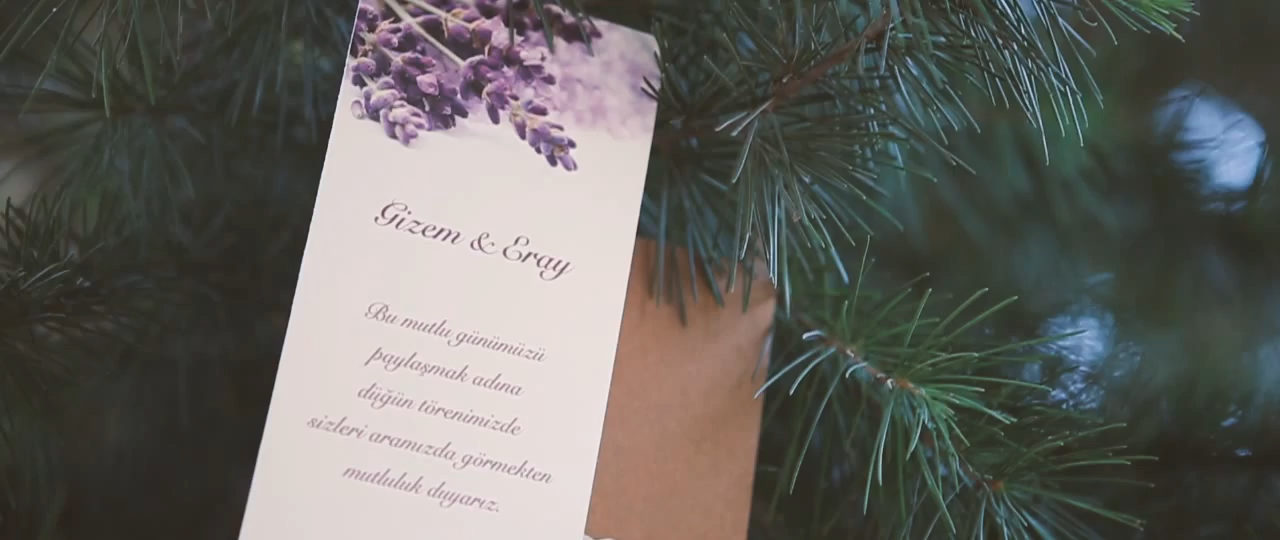 Gizem & Eray
Bu mutlu günümüzü
paylaşmak adına
düğün törenimizde
sizleri aramızda görmekten
mutluluk duyarız.